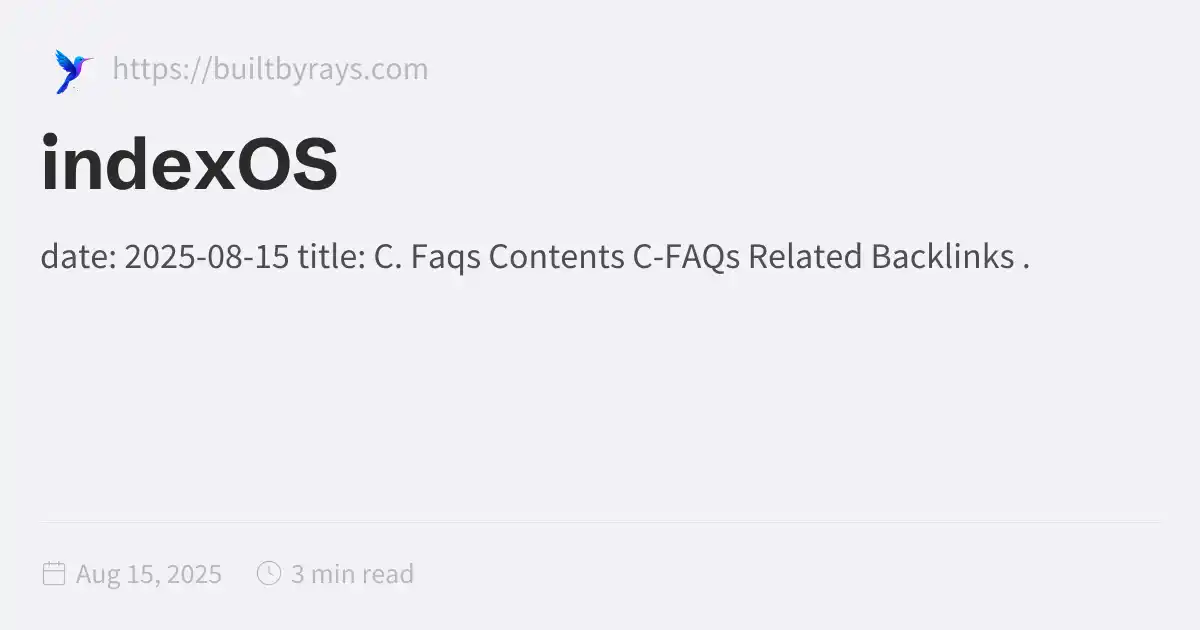 https://builtbyrays.com
indexOS
date: 2025-08-15 title: C. Faqs Contents C-FAQs Related Backlinks .
Aug 15, 2025 3 min read